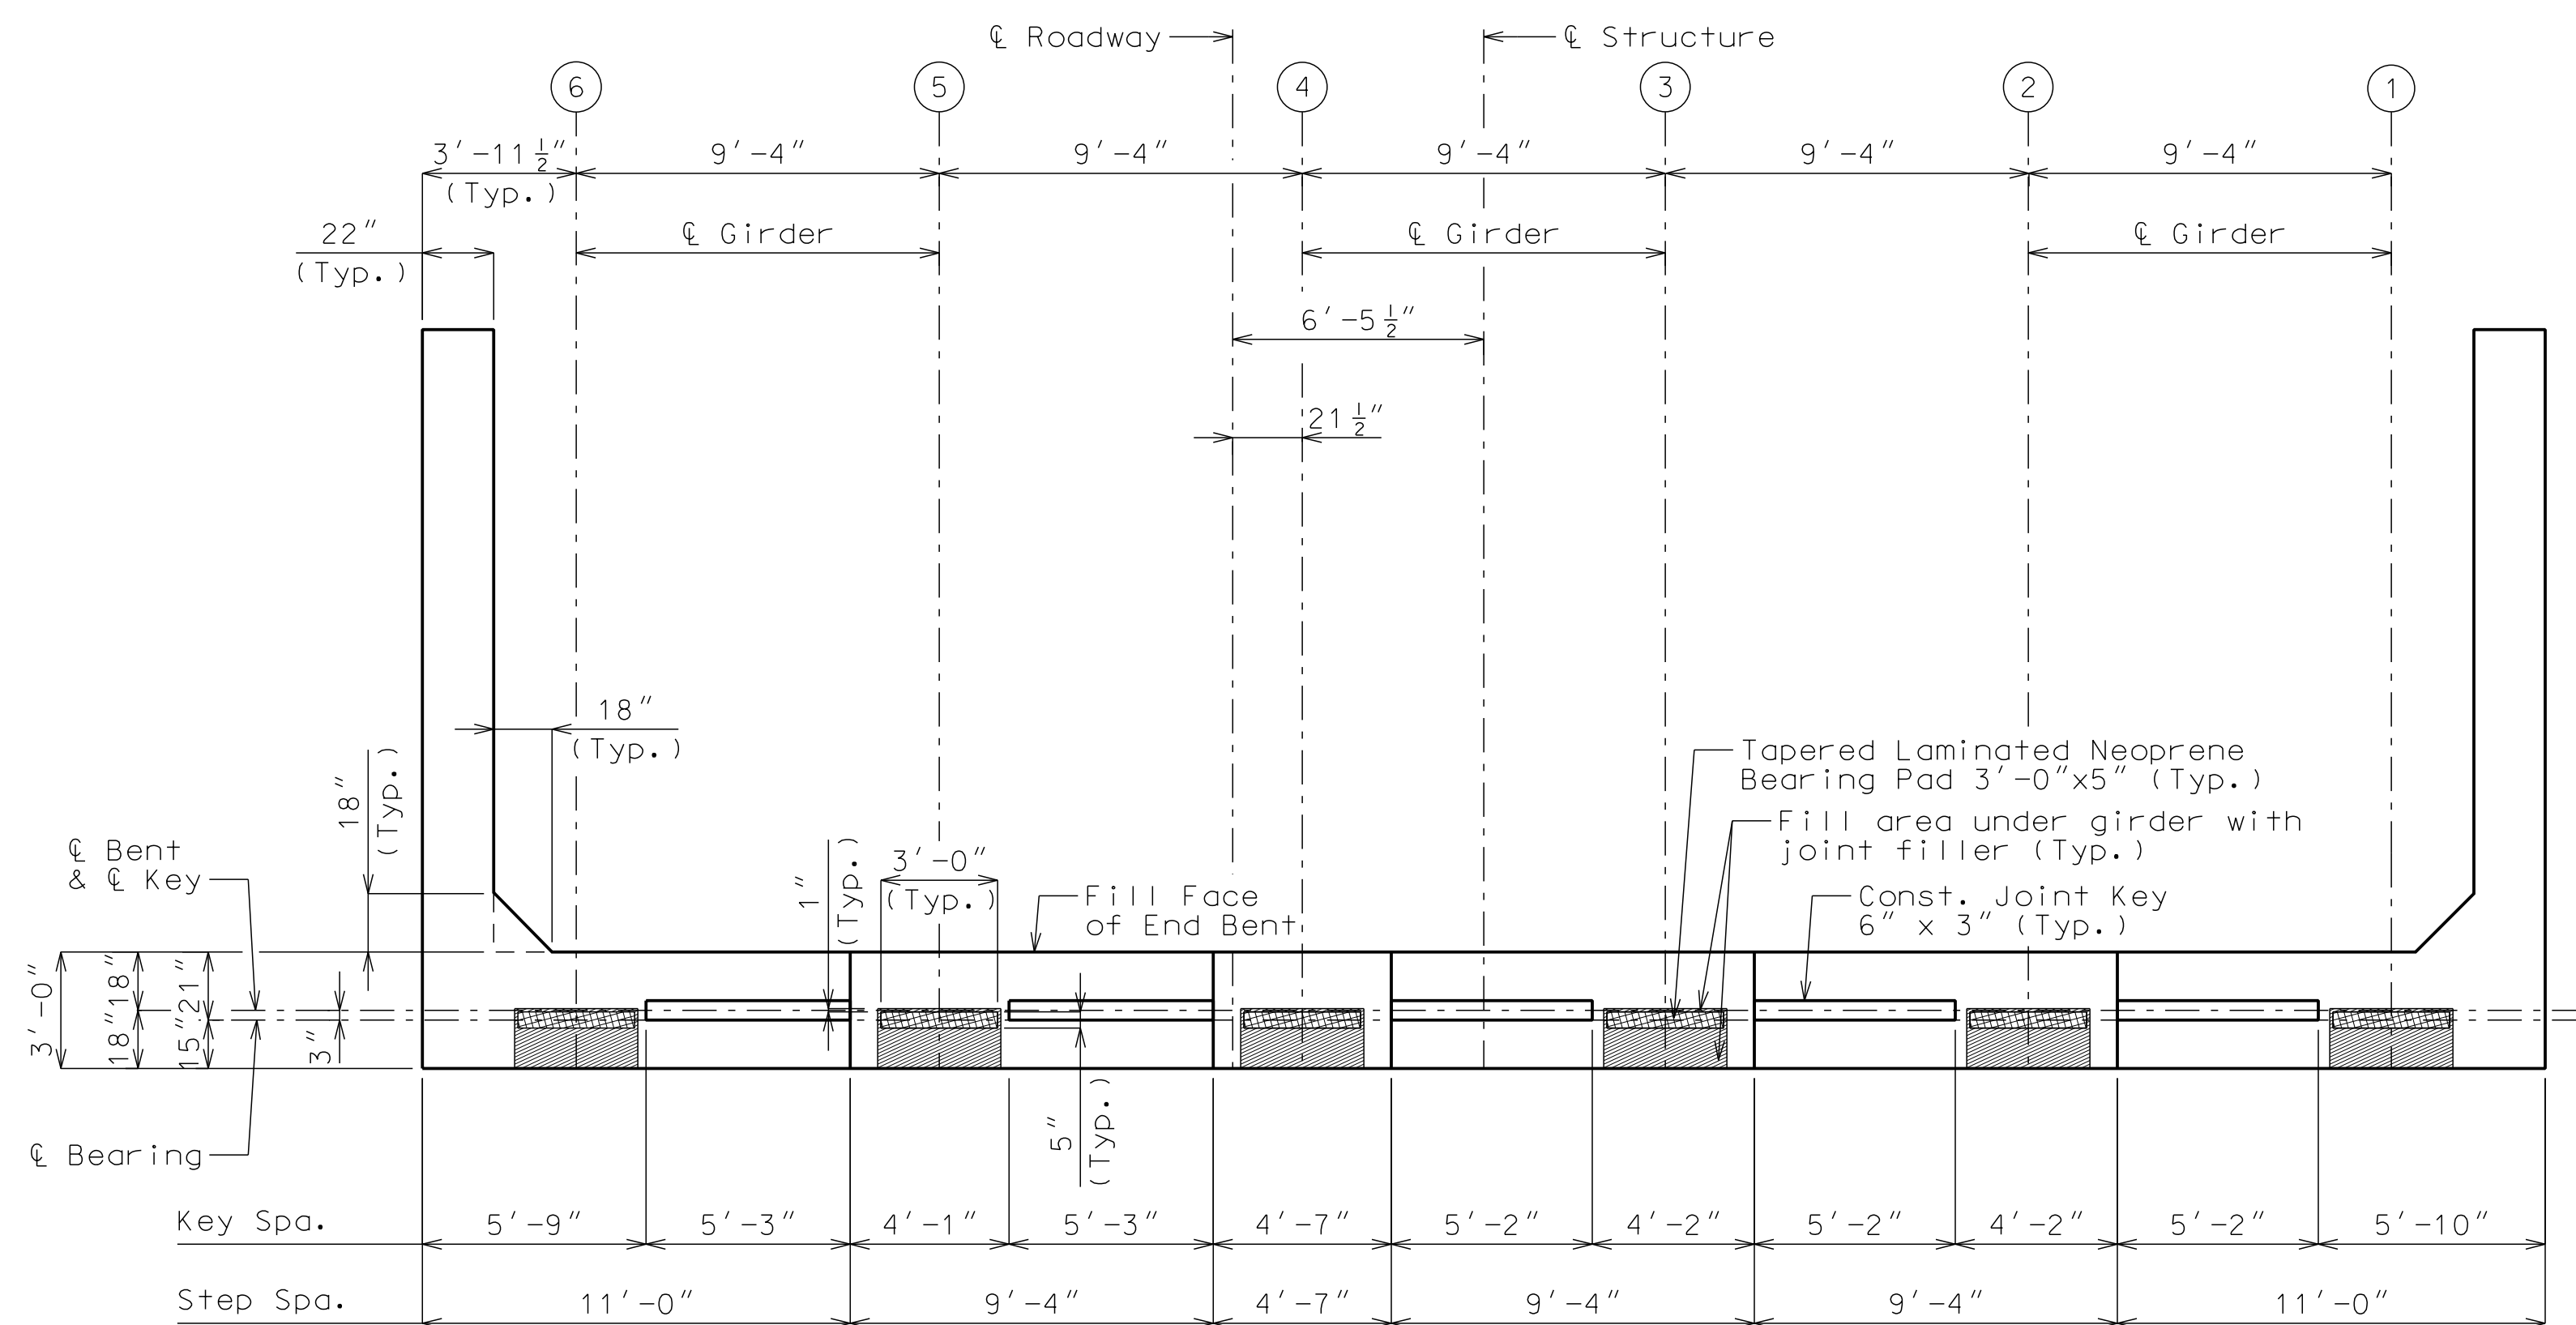 ℄ Roadway
℄ Structure
6
5
4
3
2
1
3'-11 1/2"
(Typ.)
9'-4"
9'-4"
9'-4"
9'-4"
9'-4"
22"
(Typ.)
℄ Girder
℄ Girder
℄ Girder
6'-5 1/2"
21 1/2"
18"
(Typ.)
18"
(Typ.)
Tapered Laminated Neoprene
Bearing Pad 3'-0"x5" (Typ.)
Fill area under girder with
joint filler (Typ.)
℄ Bent
& ℄ Key
1"
(Typ.)
3'-0"
(Typ.)
Fill Face
of End Bent
Const. Joint Key
6" x 3" (Typ.)
3'-0"
18"
18"
21"
15"
3"
5"
(Typ.)
℄ Bearing
Key Spa.
5'-9"
5'-3"
4'-1"
5'-3"
4'-7"
5'-2"
4'-2"
5'-2"
4'-2"
5'-2"
5'-10"
Step Spa.
11'-0"
9'-4"
4'-7"
9'-4"
9'-4"
11'-0"